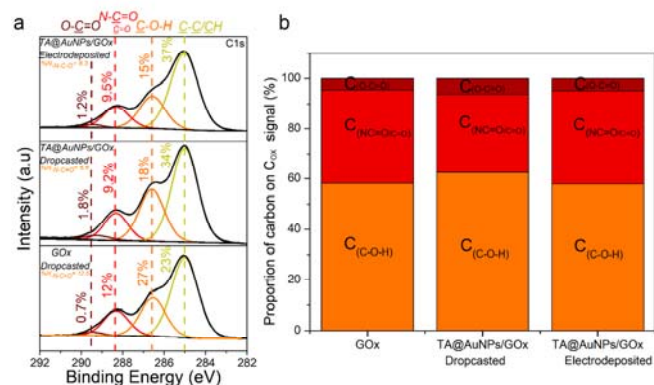 a
O-C=O
N-C=O
C=O
C-O-H
C-C/CH
TA@AuNPs/GOx
Electrodeposited
C1s
1.2%
9.5%
15%
37%
TA@AuNPs/GOx
Dropcasted
1.8%
9.2%
18%
34%
GOx
Dropcasted
0.7%
12%
27%
23%
Intensity (a.u)
292 290 288 286 284 282
Binding Energy (eV)
b
Proportion of carbon on COX signal (%)
100
80
60
40
20
0
C(O-C=O)
C(O-C=O)
C(O-C=O)
C(NC=O/C=O)
C(NC=O/C=O)
C(NC=O/C=O)
C(C-O-H)
C(C-O-H)
C(C-O-H)
GOx
TA@AuNPs/GOx
Dropcasted
TA@AuNPs/GOx
Electrodeposited